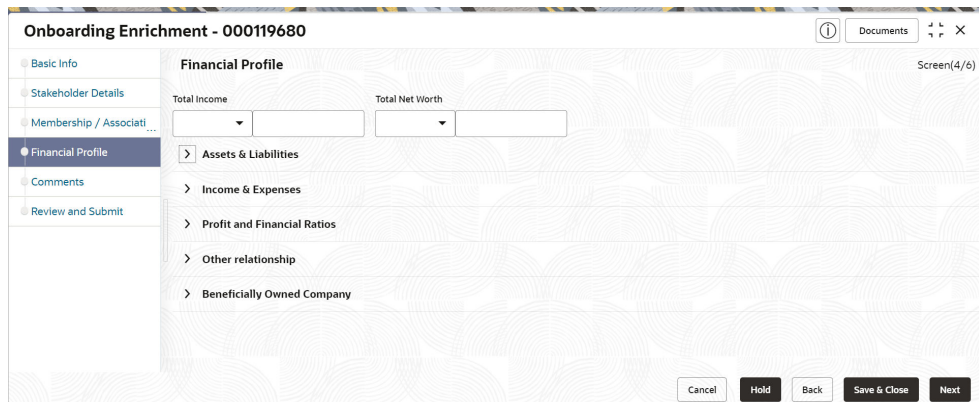 Onboarding Enrichment - 000119680
Documents
Basic Info
Stakeholder Details
Membership / Associati...
Financial Profile
Comments
Review and Submit
Financial Profile
Screen(4/6)
Total Income
Total Net Worth
Assets & Liabilities
Income & Expenses
Profit and Financial Ratios
Other relationship
Beneficially Owned Company
Cancel
Hold
Back
Save & Close
Next